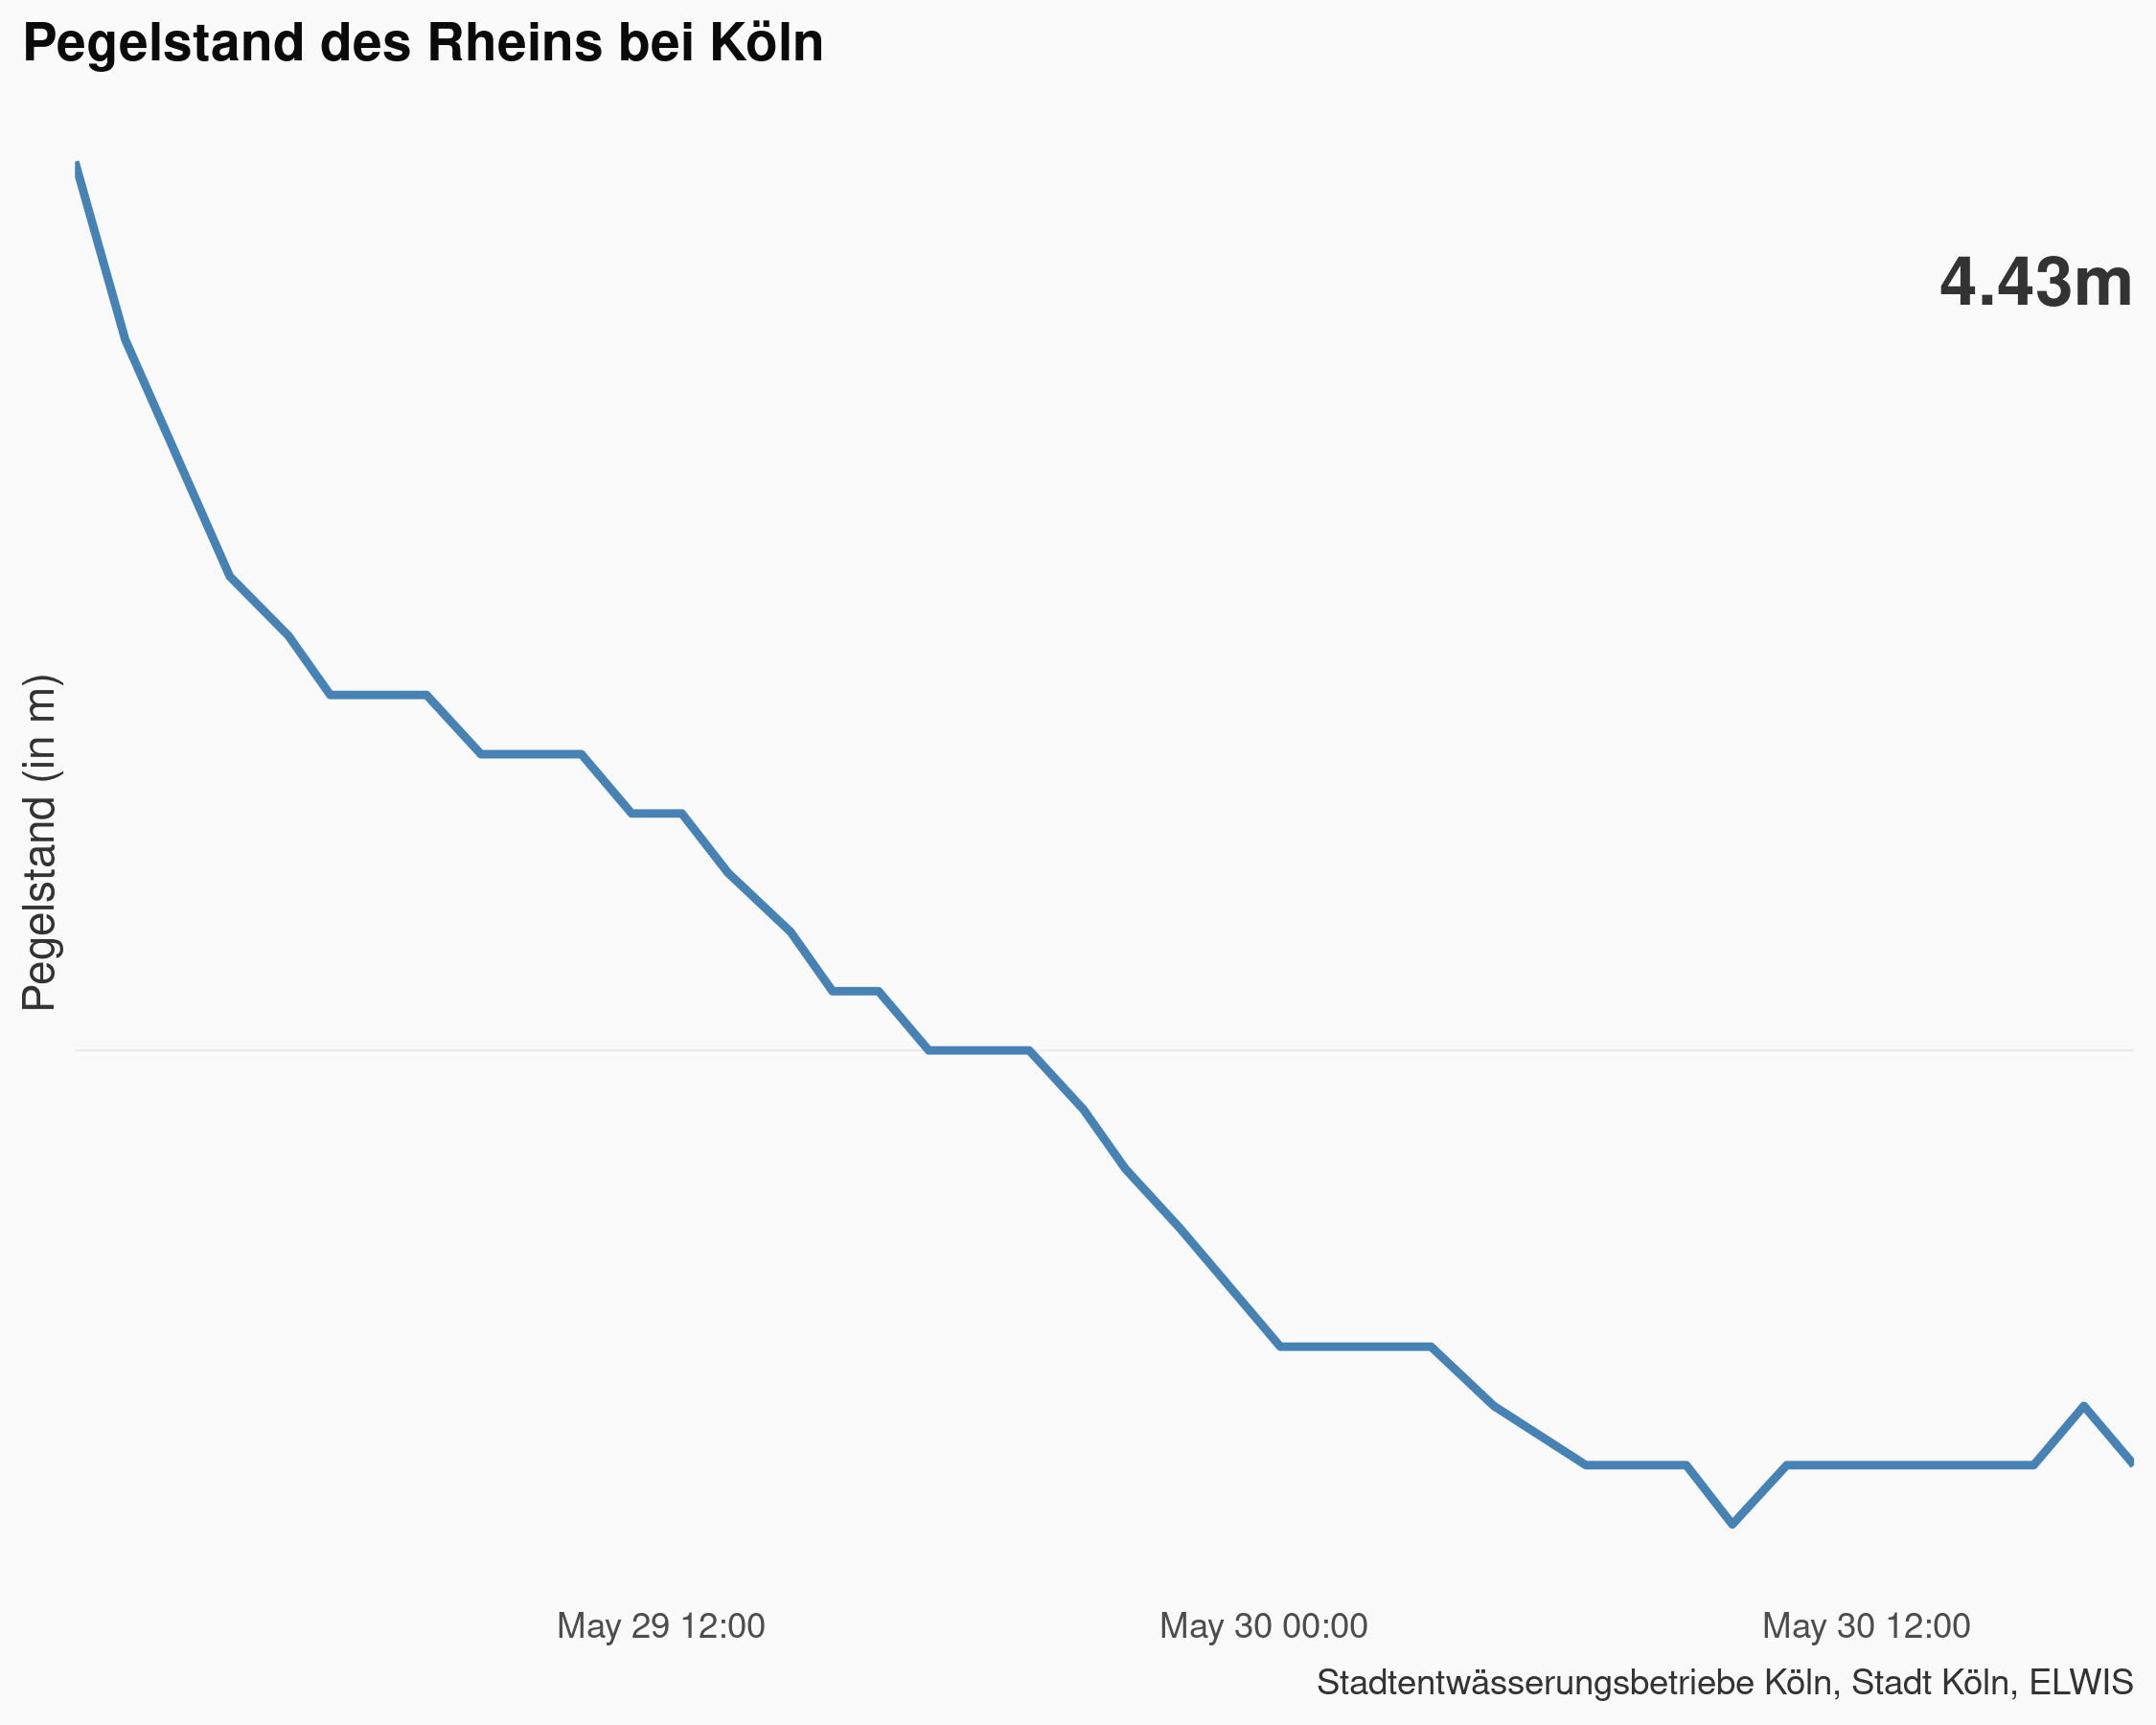 Pegelstand des Rheins bei Köln
4.43m
Pegelstand (in m)
May 29 12:00
May 30 00:00
May 30 12:00
Stadtentwässerungsbetriebe Köln, Stadt Köln, ELWIS